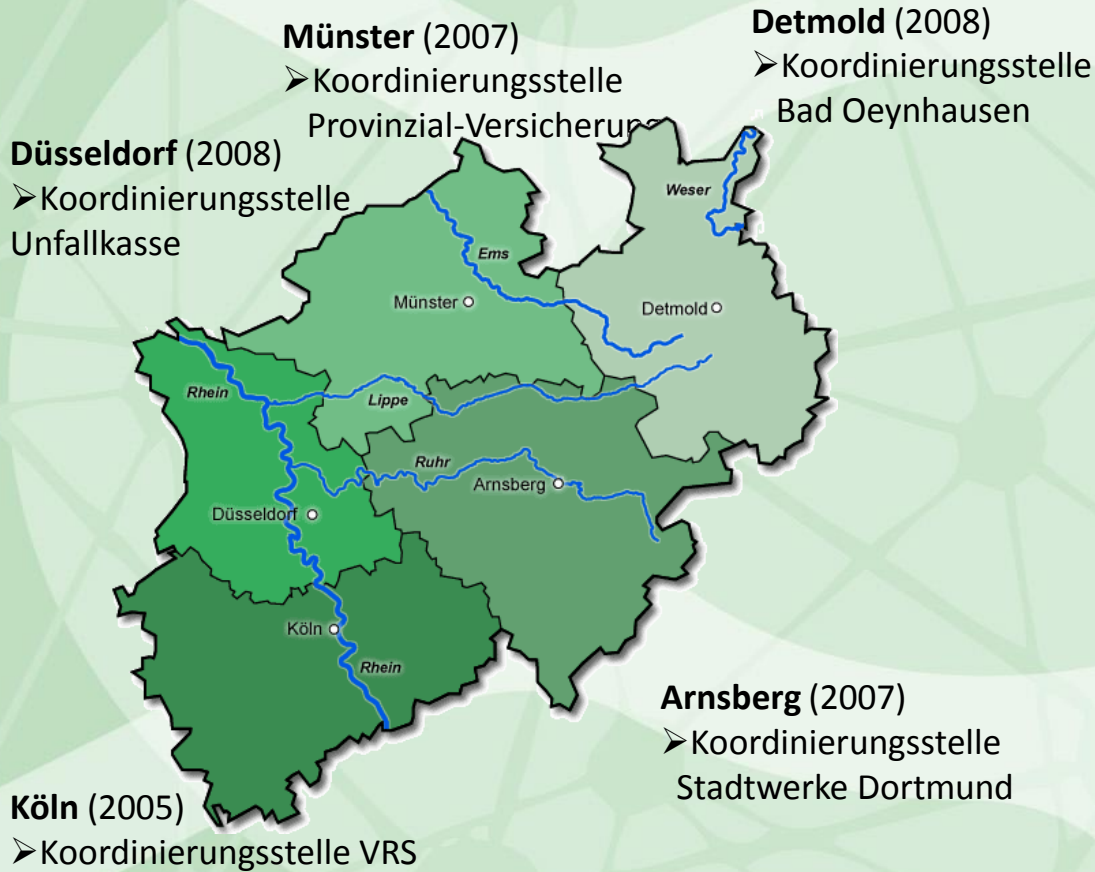 Münster (2007)
➢Koordinierungsstelle
Provinzial-Versicherung
Detmold (2008)
➢Koordinierungsstelle
Bad Oeynhausen
Düsseldorf (2008)
➢Koordinierungsstelle
Unfallkasse
Weser
Ems
Münster
Detmold
Rhein
Lippe
Ruhr
Arnsberg
Düsseldorf
Köln
Rhein
Arnsberg (2007)
➢Koordinierungsstelle
Stadtwerke Dortmund
Köln (2005)
➢Koordinierungsstelle VRS